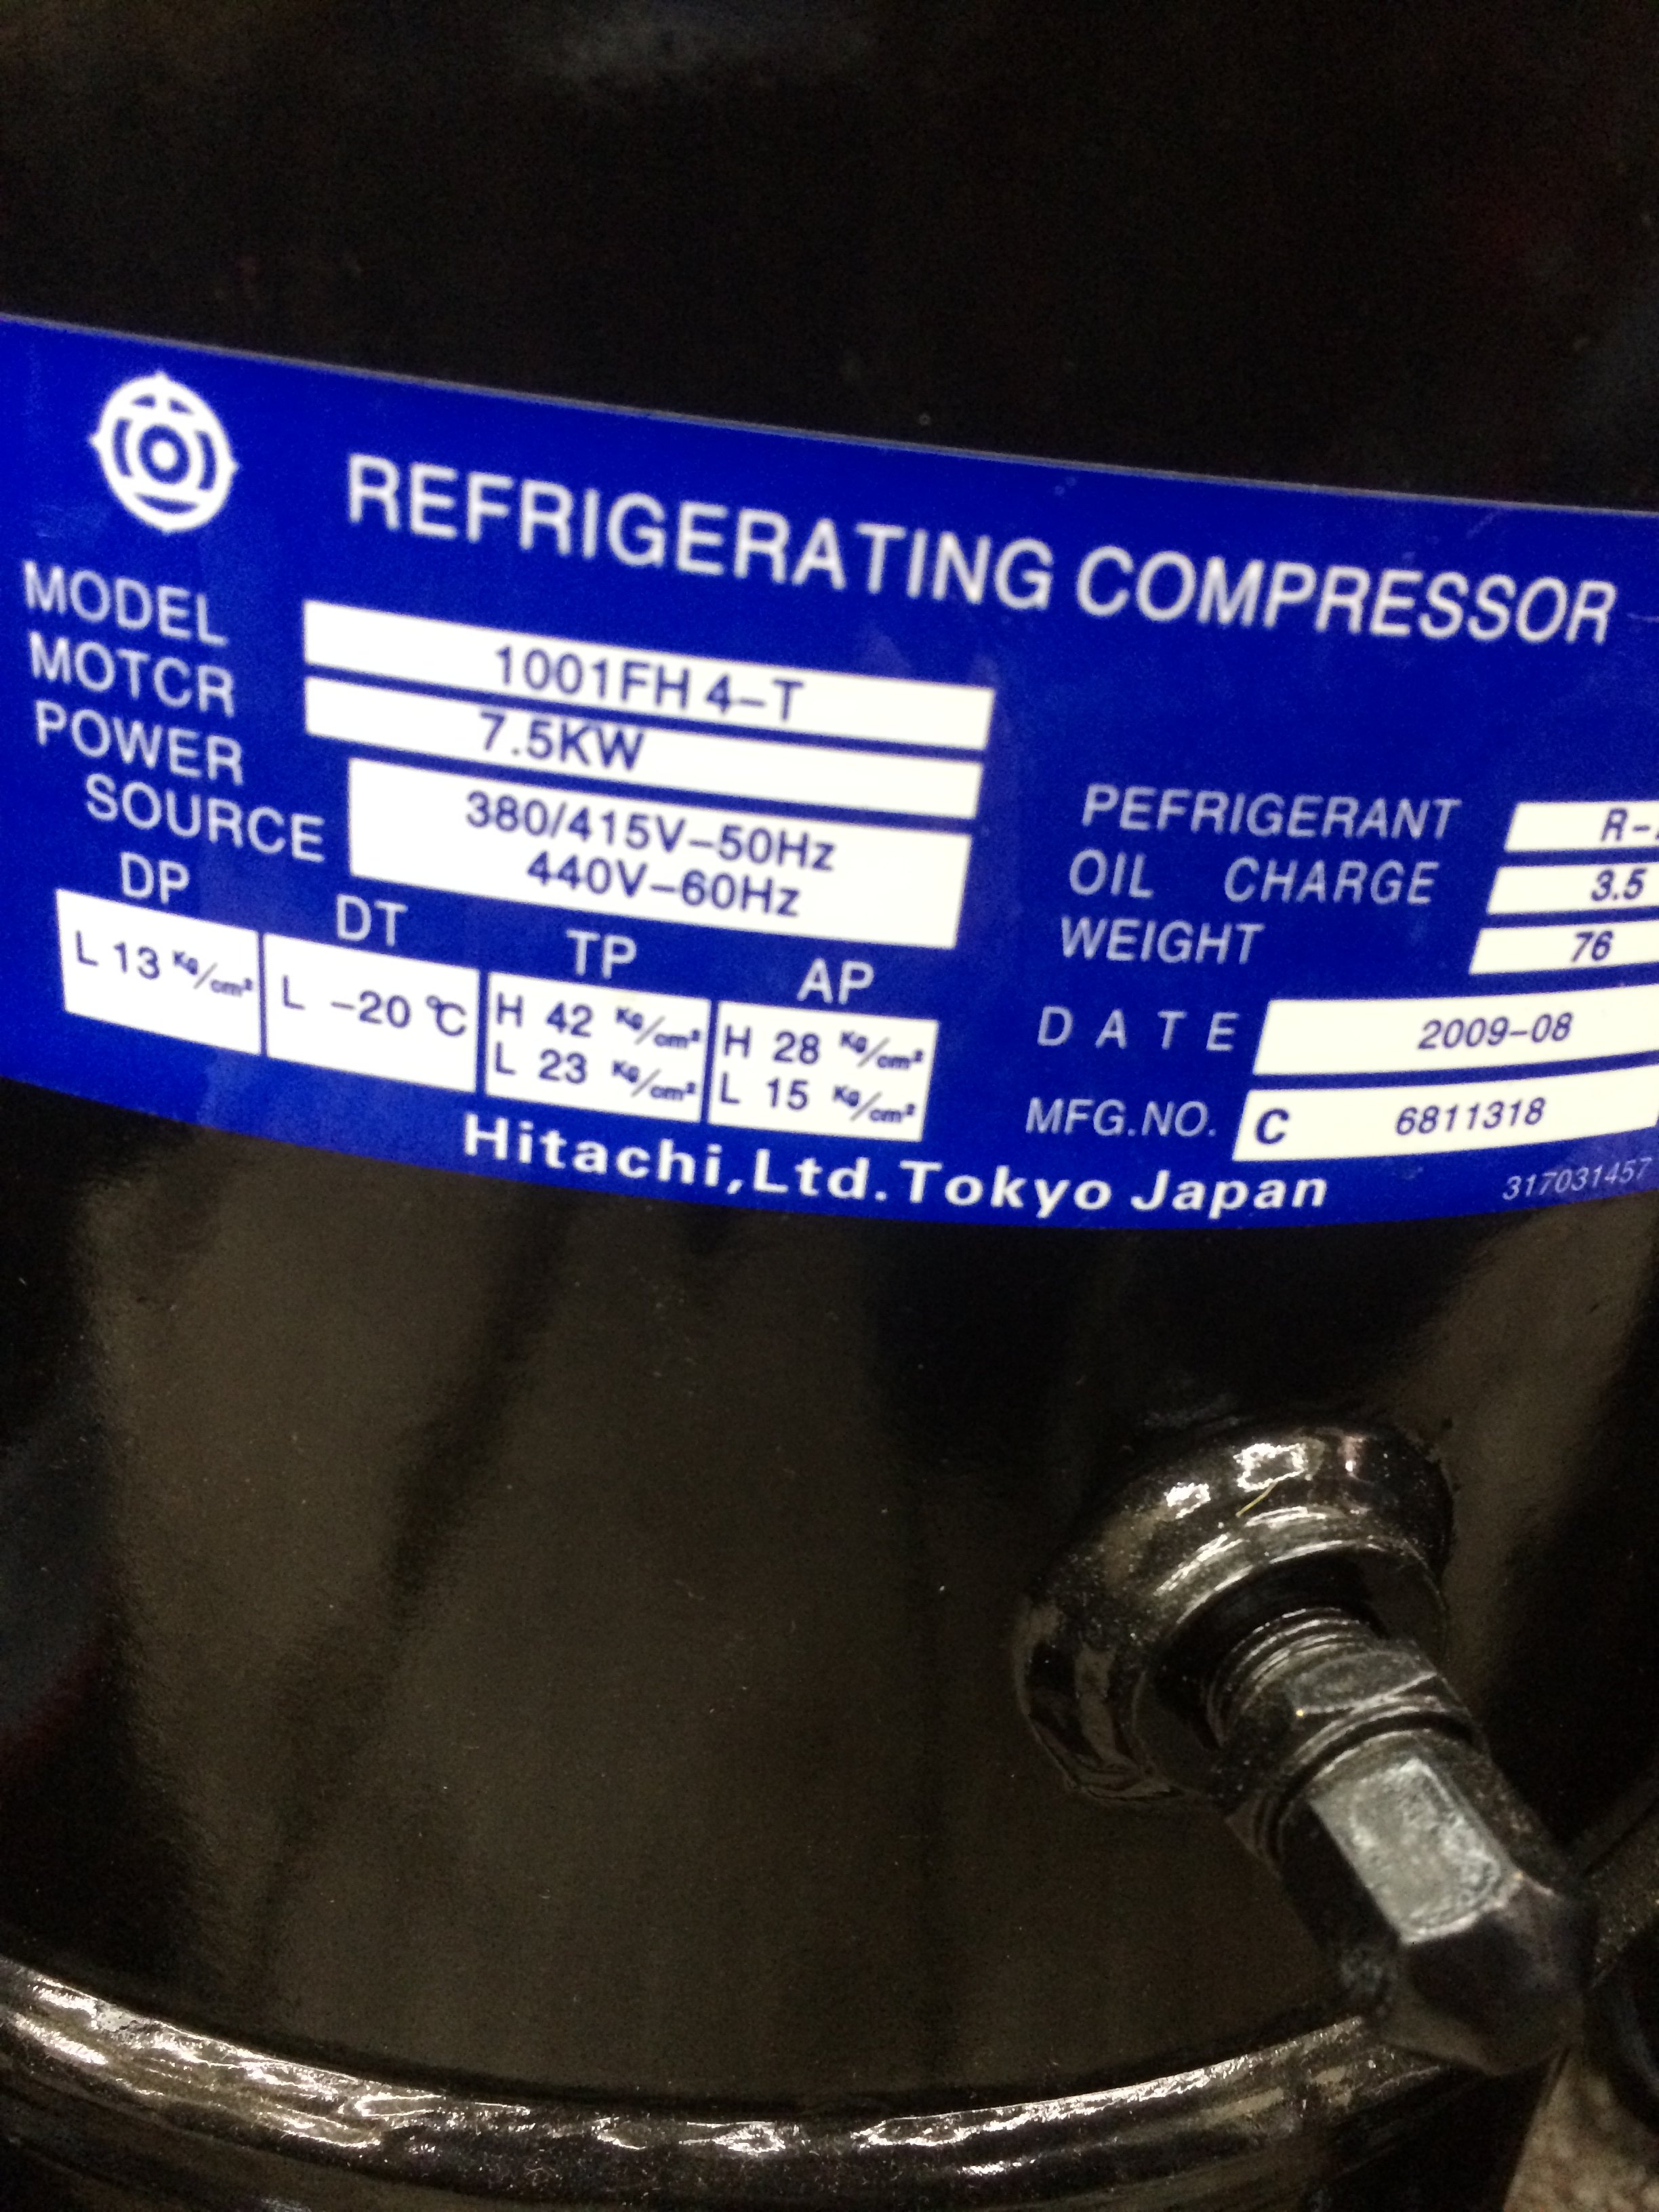 REFRIGERATING COMPRESSOR
MODEL 1001FH 4-T
MOTCR 7.5KW
POWER SOURCE 380/415V-50Hz
440V-60Hz
DP DT TP AP
L 13 Kg/cm² L -20 ℃ H 42 Kg/cm² H 28 Kg/cm²
L 23 Kg/cm² L 15 Kg/cm²
PEFRIGERANT R-
OIL CHARGE 3.5
WEIGHT 76
DATE 2009-08
MFG.NO. C 6811318
Hitachi,Ltd.Tokyo Japan
317031457